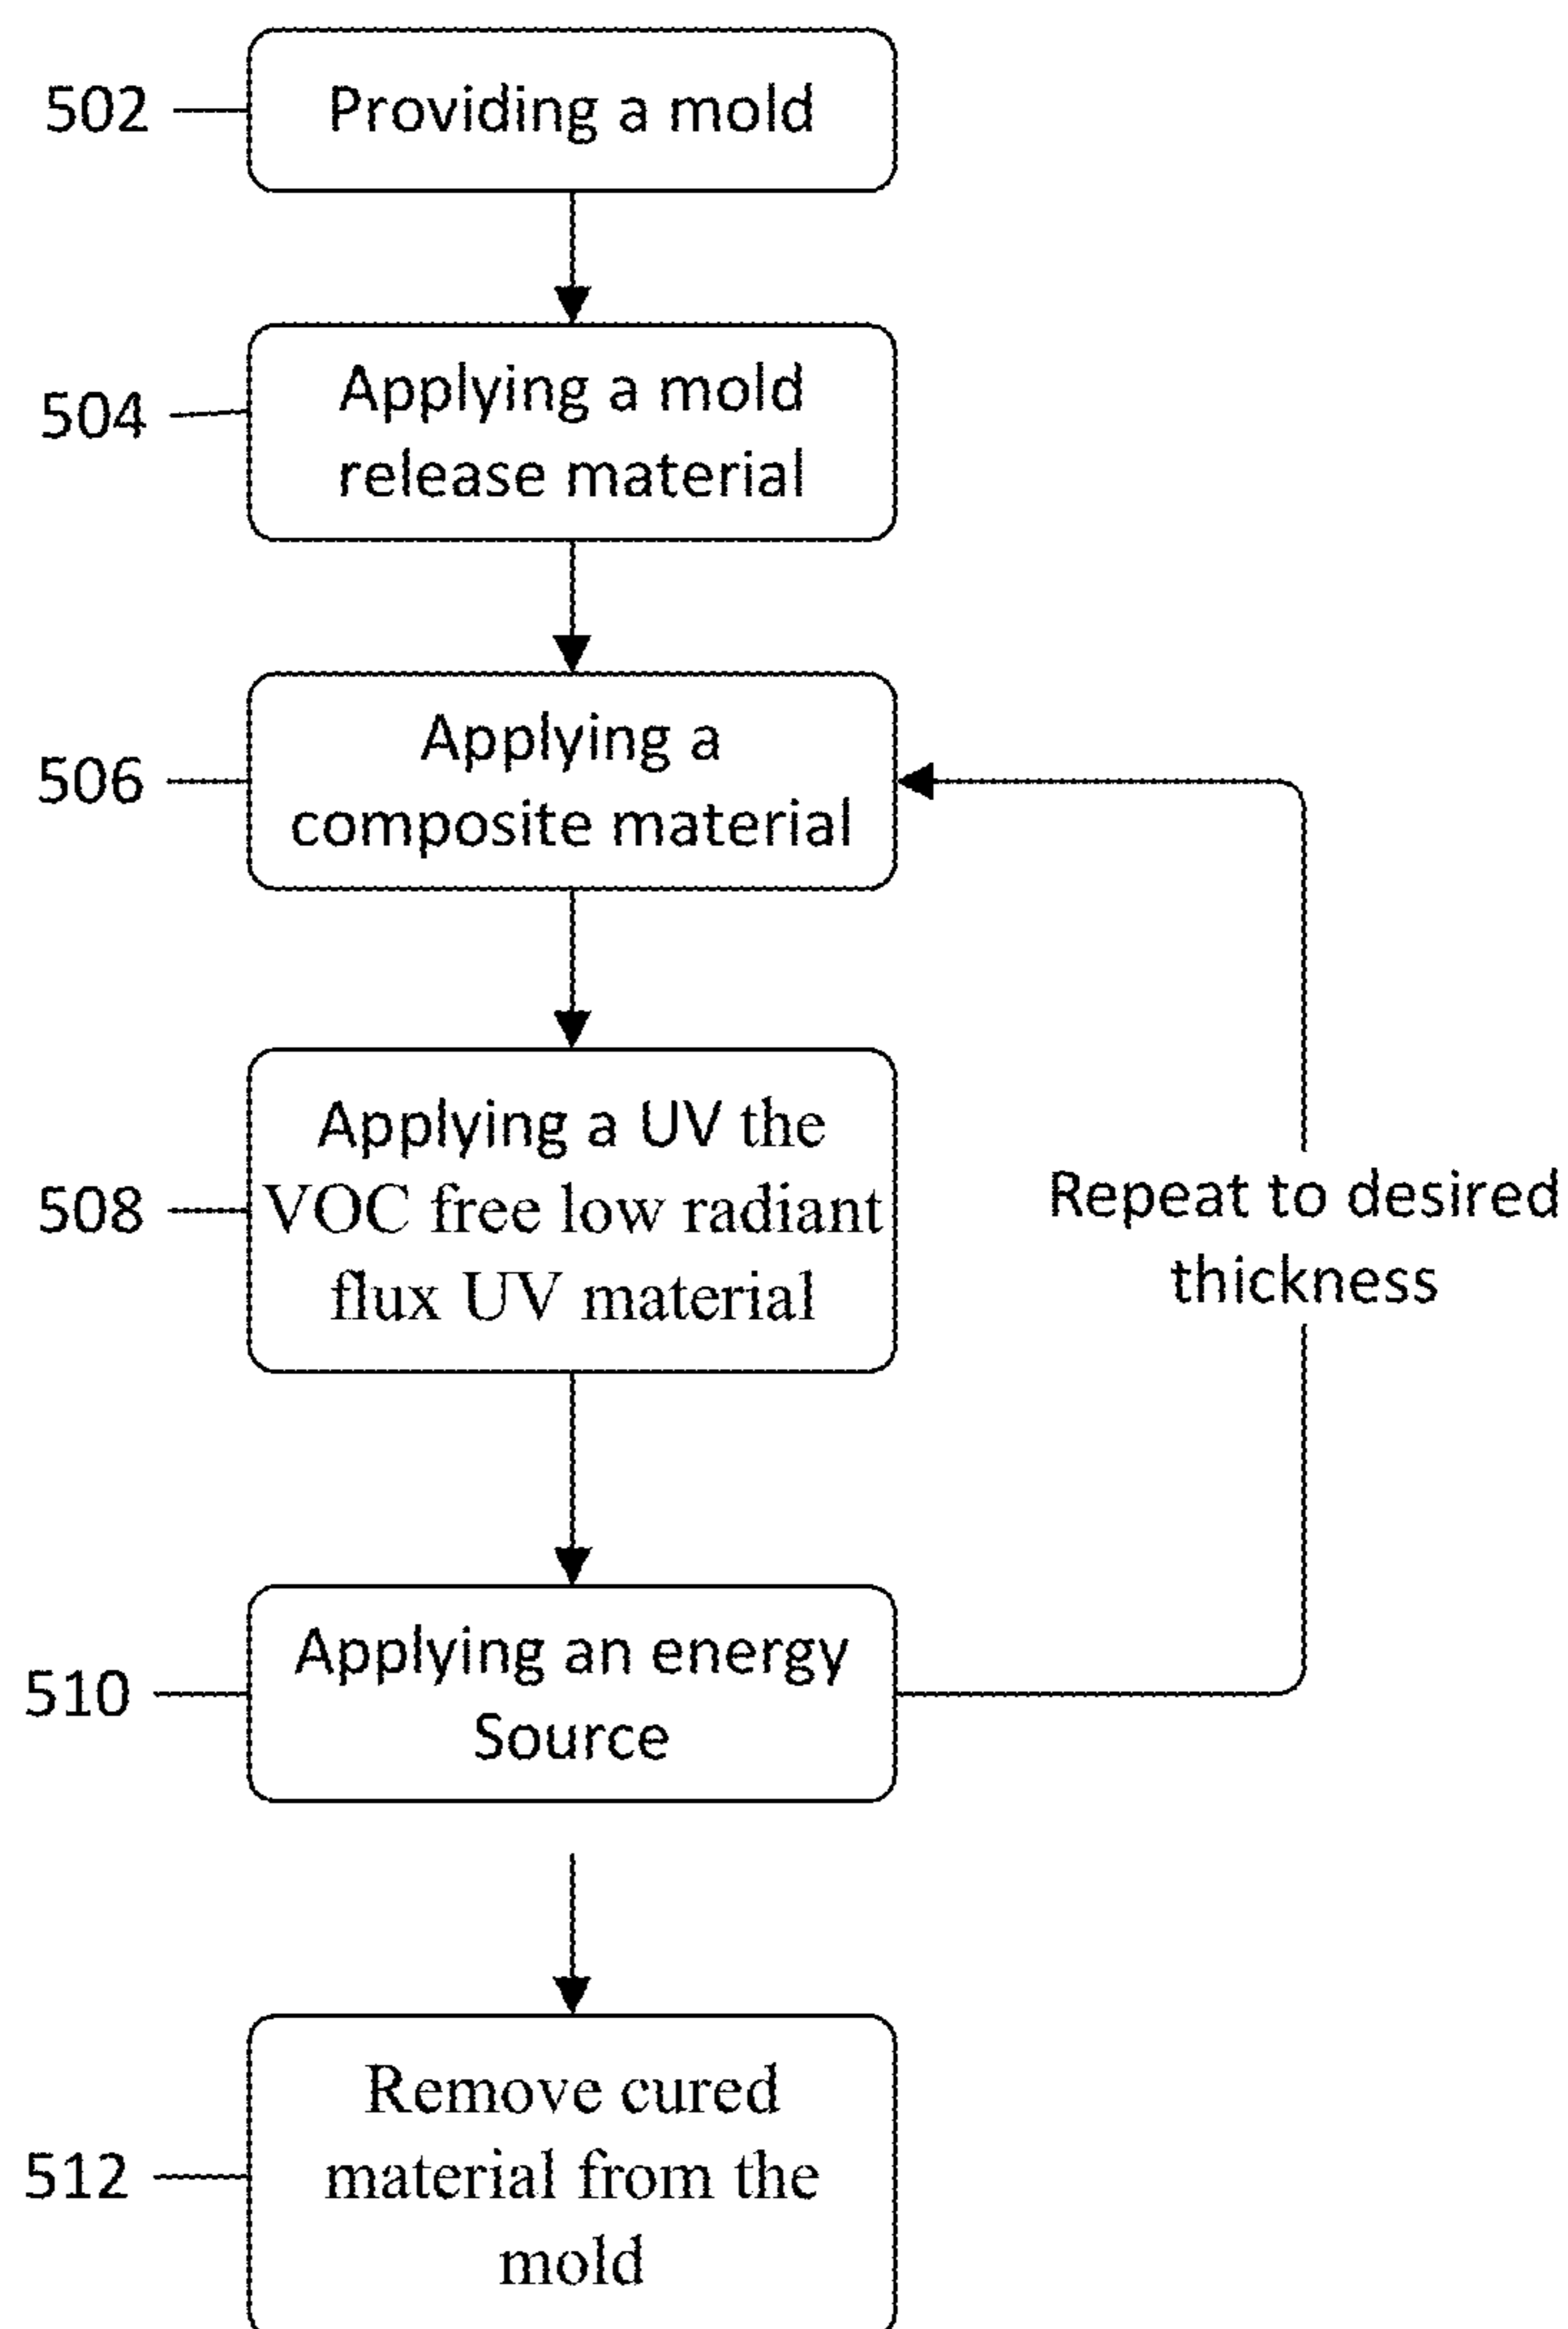 502
Providing a mold
504
Applying a mold
release material
506
Applying a
composite material
508
Applying a UV the
VOC free low radiant
flux UV material
Repeat to desired
thickness
510
Applying an energy
Source
512
Remove cured
material from the
mold